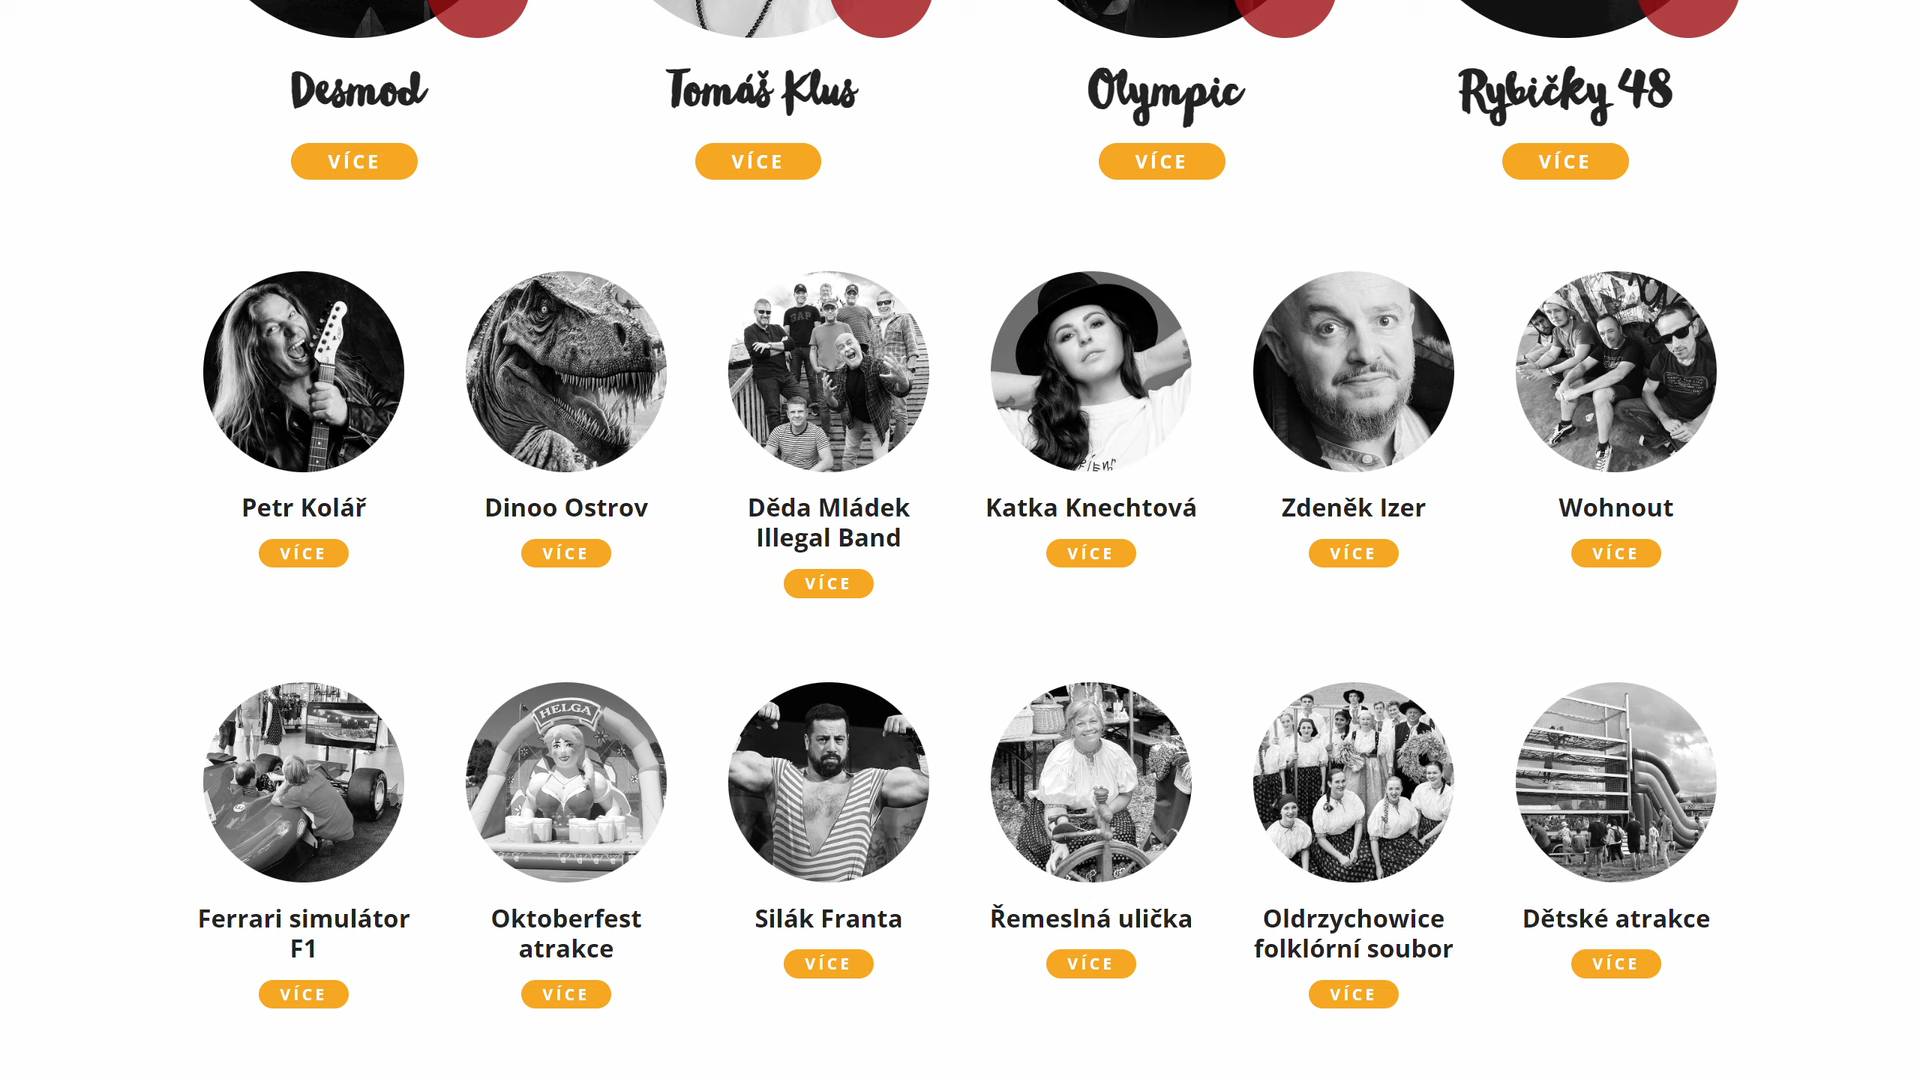 Desmod
Tomáš Klus
Olympic
Rybičky 48
VÍCE
VÍCE
VÍCE
VÍCE
GAP
Petr Kolář
Dinoo Ostrov
Děda Mládek
Illegal Band
Katka Knechtová
Zdeněk Izer
Wohnout
VÍCE
VÍCE
VÍCE
VÍCE
VÍCE
VÍCE
HELGA
Ferrari simulátor
F1
Oktoberfest
atrakce
Silák Franta
Řemeslná ulička
Oldrzychowice
folklórní soubor
Dětské atrakce
VÍCE
VÍCE
VÍCE
VÍCE
VÍCE
VÍCE